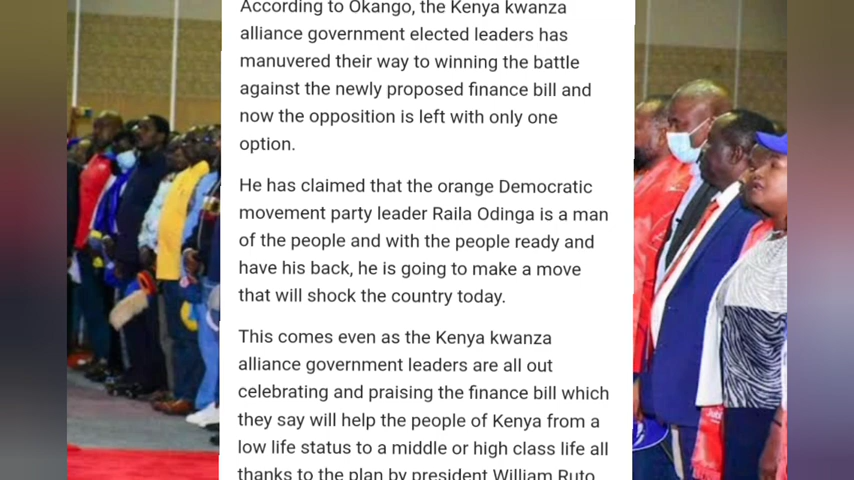 According to Okango, the Kenya kwanza
alliance government elected leaders has
manuvered their way to winning the battle
against the newly proposed finance bill and
now the opposition is left with only one
option.
He has claimed that the orange Democratic
movement party leader Raila Odinga is a man
of the people and with the people ready and
have his back, he is going to make a move
that will shock the country today.
This comes even as the Kenya kwanza
alliance government leaders are all out
celebrating and praising the finance bill which
they say will help the people of Kenya from a
low life status to a middle or high class life all
thanks to the plan by president William Ruto